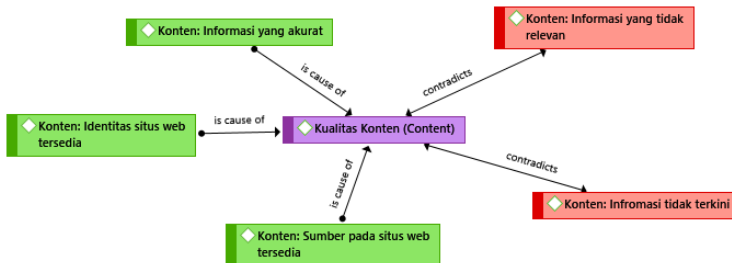 Konten: Informasi yang akurat
Konten: Informasi yang tidak
relevan
is cause of
contradicts
Konten: Identitas situs web
tersedia
is cause of
Kualitas Konten (Content)
contradicts
is cause of
Konten: Infromasi tidak terkini
Konten: Sumber pada situs web
tersedia